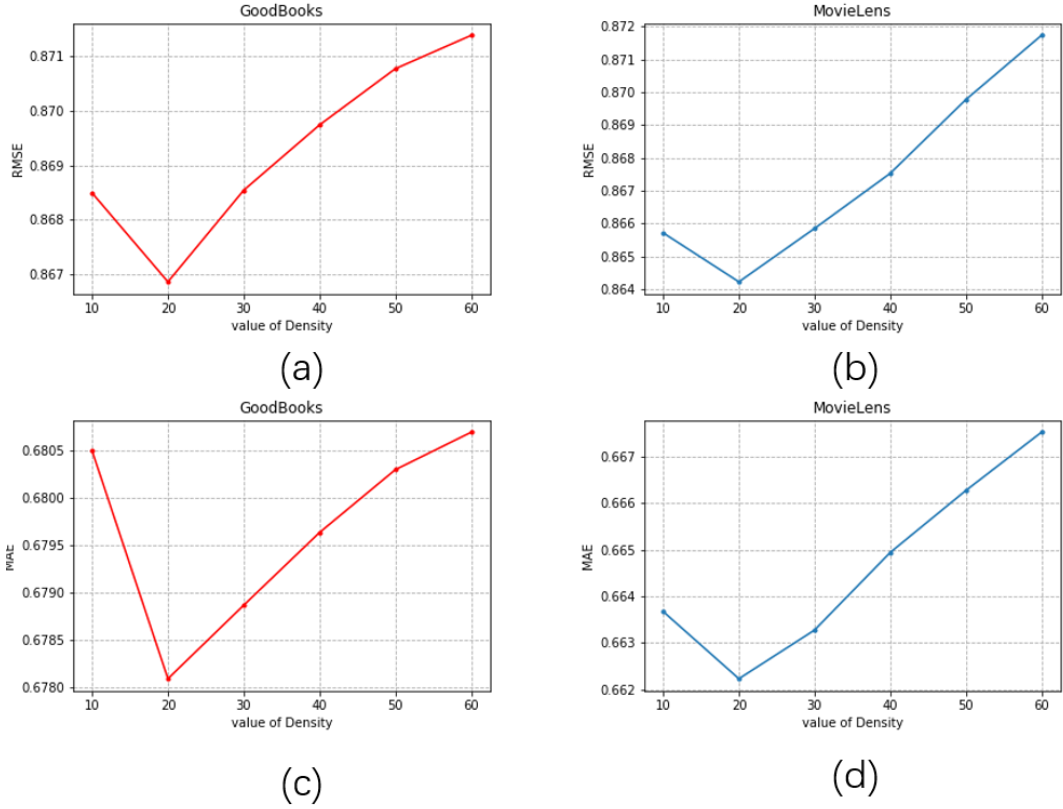 GoodBooks
MovieLens
0.871
0.870
0.869
0.868
0.867
RMSE
10 20 30 40 50 60
value of Density
0.872
0.871
0.870
0.869
0.868
0.867
0.866
0.865
0.864
RMSE
10 20 30 40 50 60
value of Density
(a)
(b)
GoodBooks
MovieLens
0.6805
0.6800
0.6795
0.6790
0.6785
0.6780
MAE
10 20 30 40 50 60
value of Density
0.667
0.666
0.665
0.664
0.663
0.662
MAE
10 20 30 40 50 60
value of Density
(c)
(d)